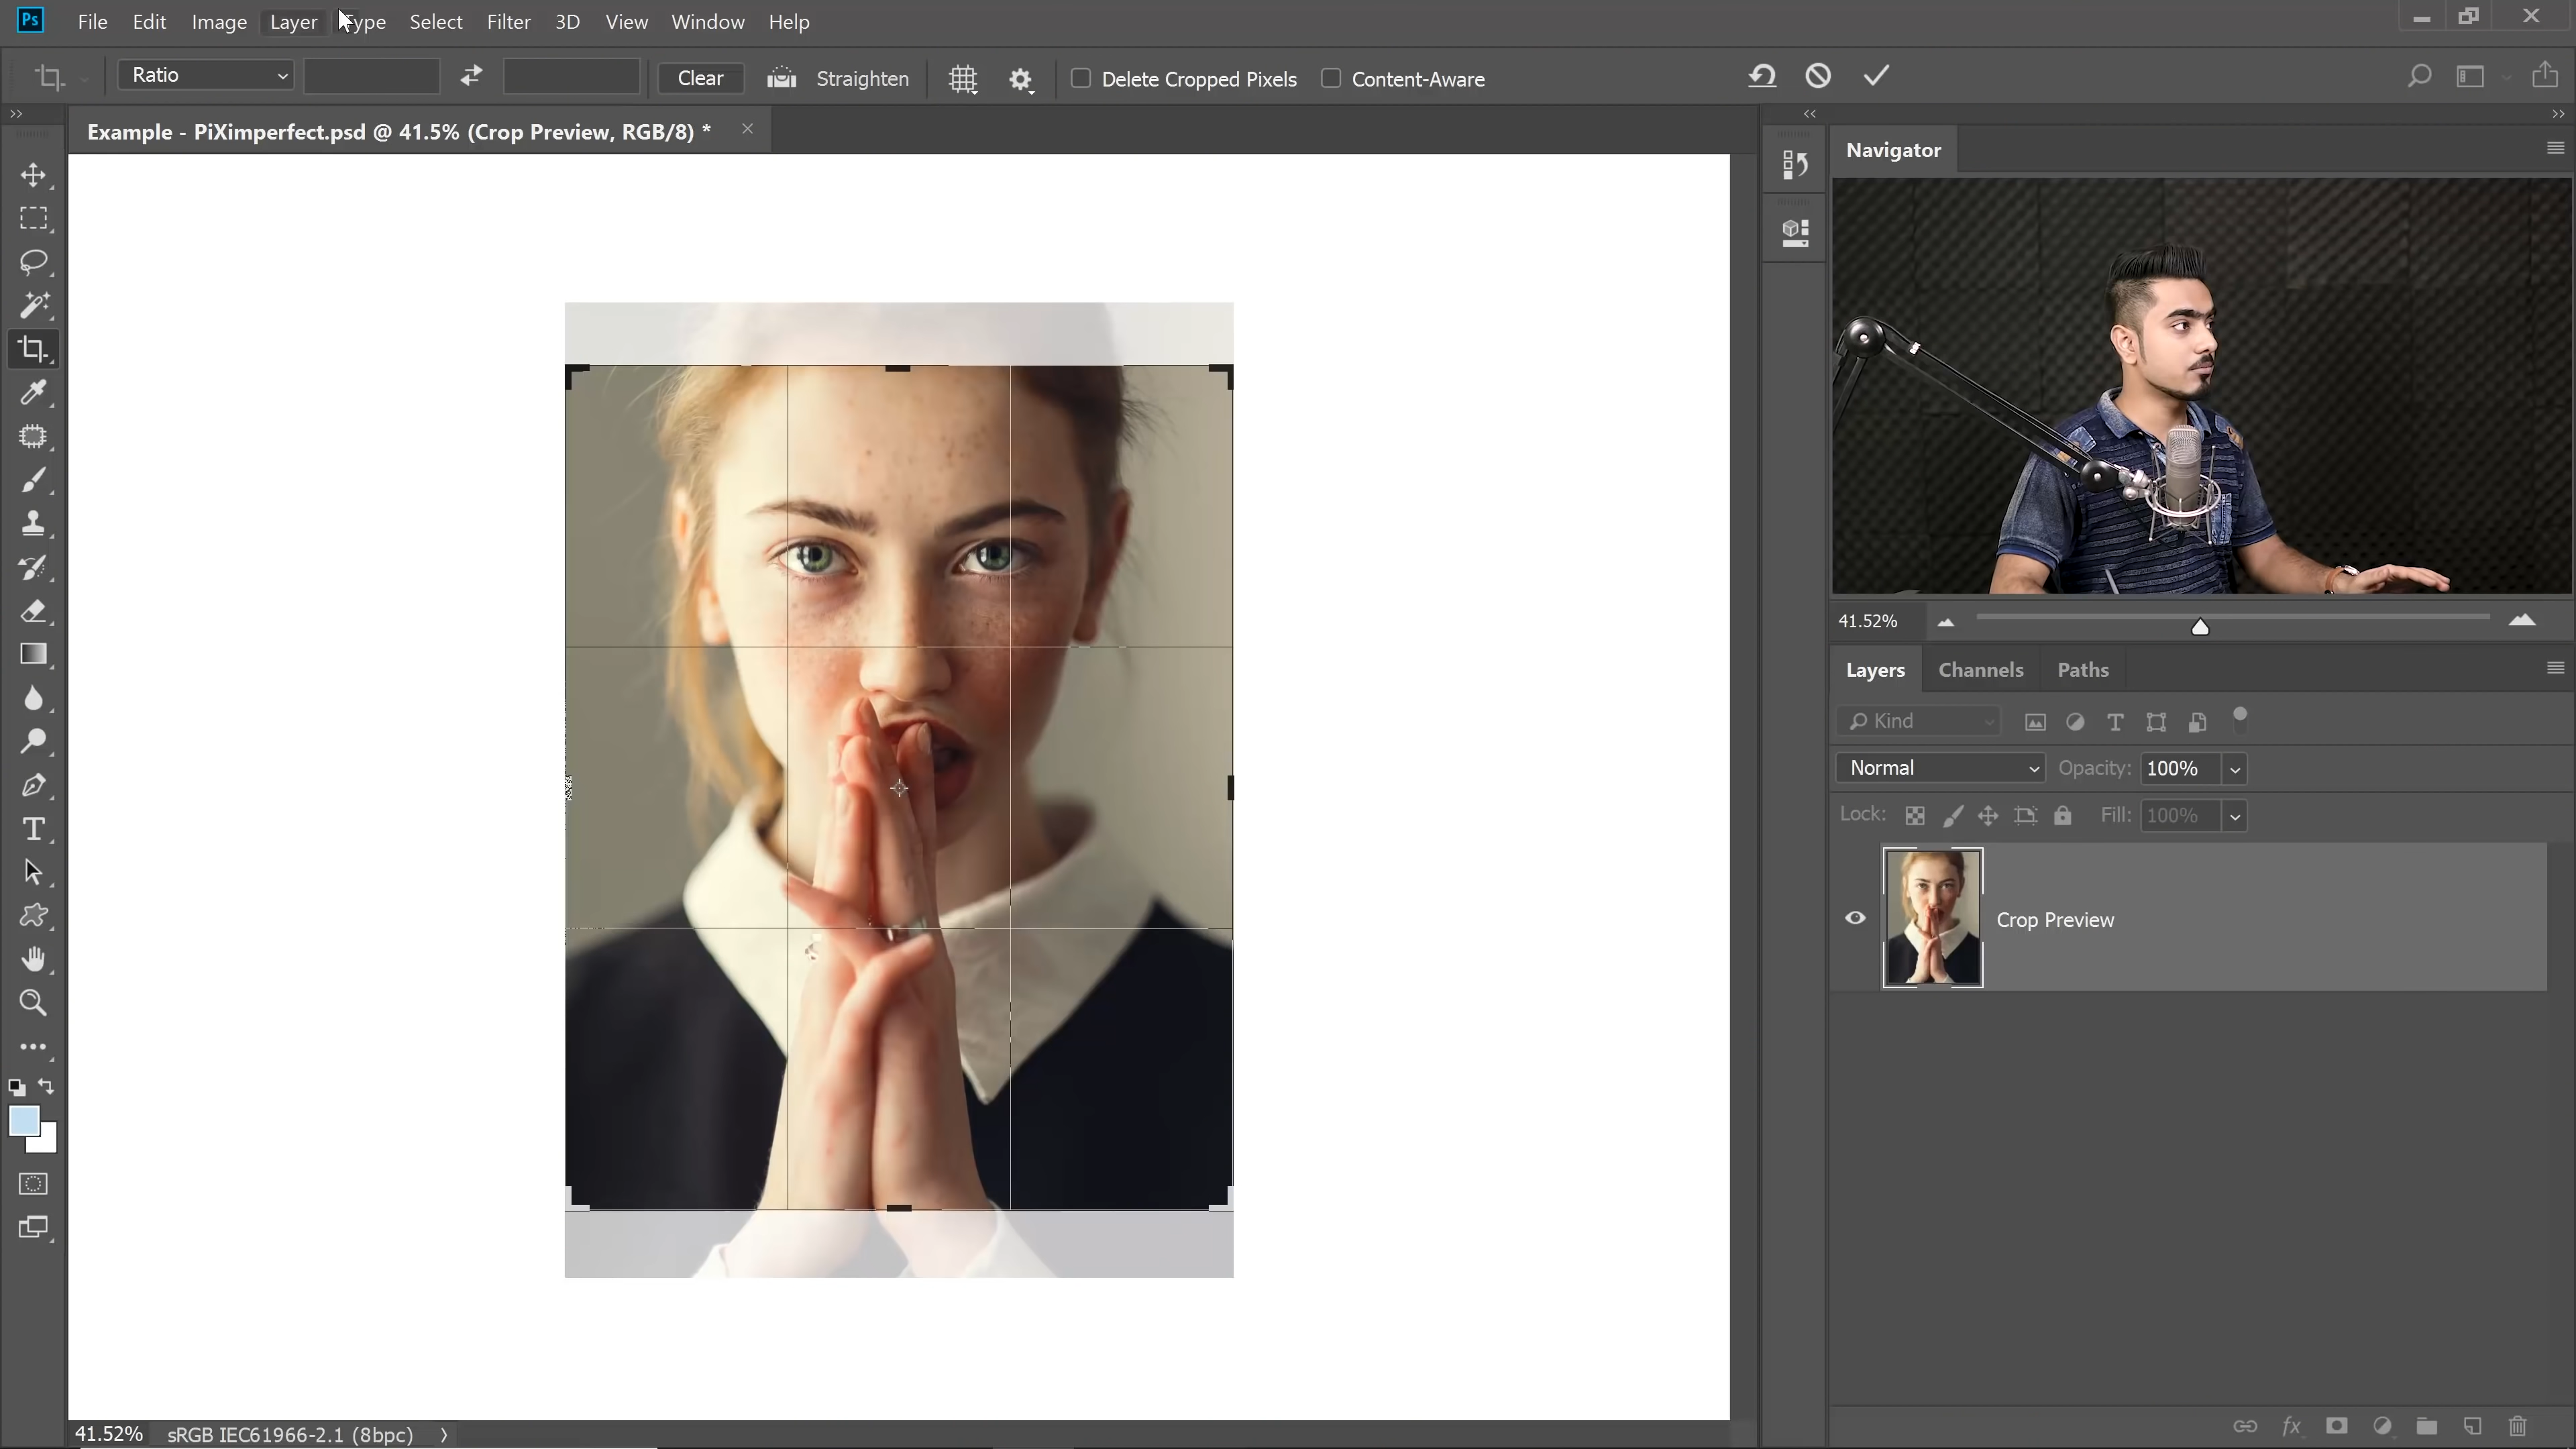 Ps File Edit Image Layer Type Select Filter 3D View Window Help
Ratio Clear Straighten Delete Cropped Pixels Content-Aware
Example - PiXimperfect.psd @ 41.5% (Crop Preview, RGB/8) *
Navigator
41.52%
Layers Channels Paths
Kind
Normal Opacity: 100%
Lock: Fill: 100%
Crop Preview
41.52% sRGB IEC61966-2.1 (8bpc)